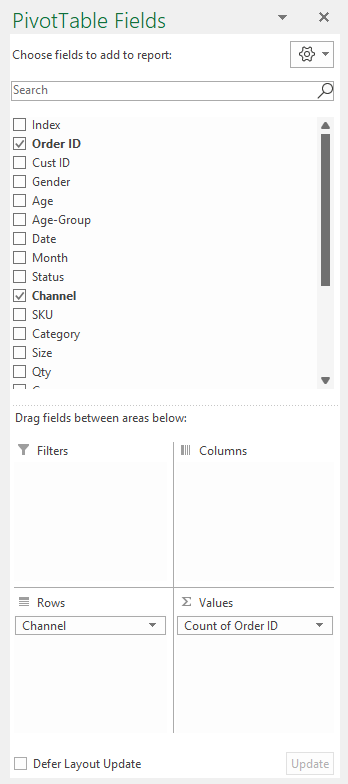 PivotTable Fields
Choose fields to add to report:
Search
Index
Order ID
Cust ID
Gender
Age
Age-Group
Date
Month
Status
Channel
SKU
Category
Size
Qty
Drag fields between areas below:
Filters
Columns
Rows
Σ Values
Channel
Count of Order ID
Defer Layout Update
Update